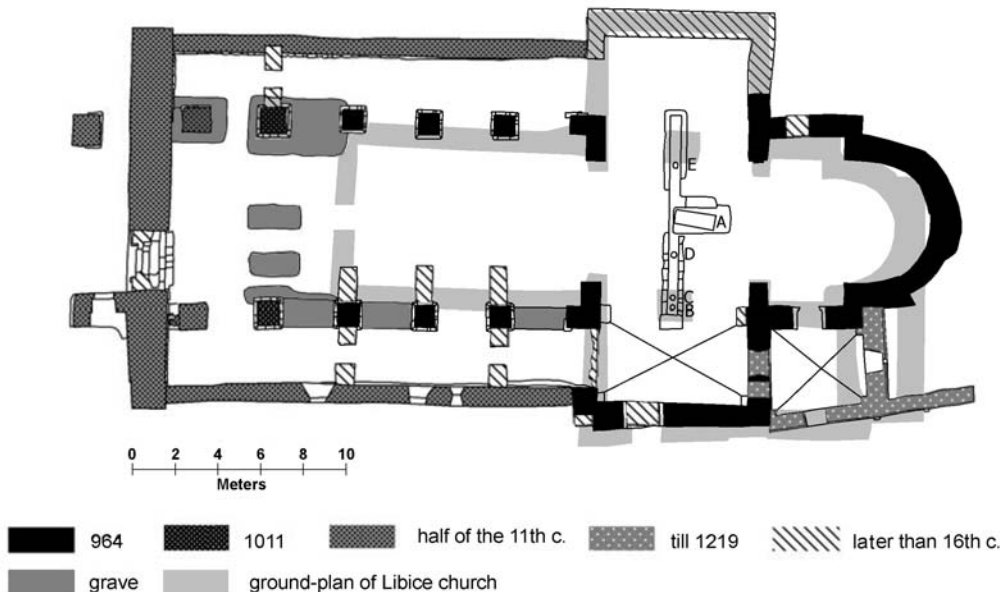 E
A
D
C
B
0 2 4 6 8 10
Meters
964 1011 half of the 11th c. till 1219 later than 16th c.
grave ground-plan of Libice church